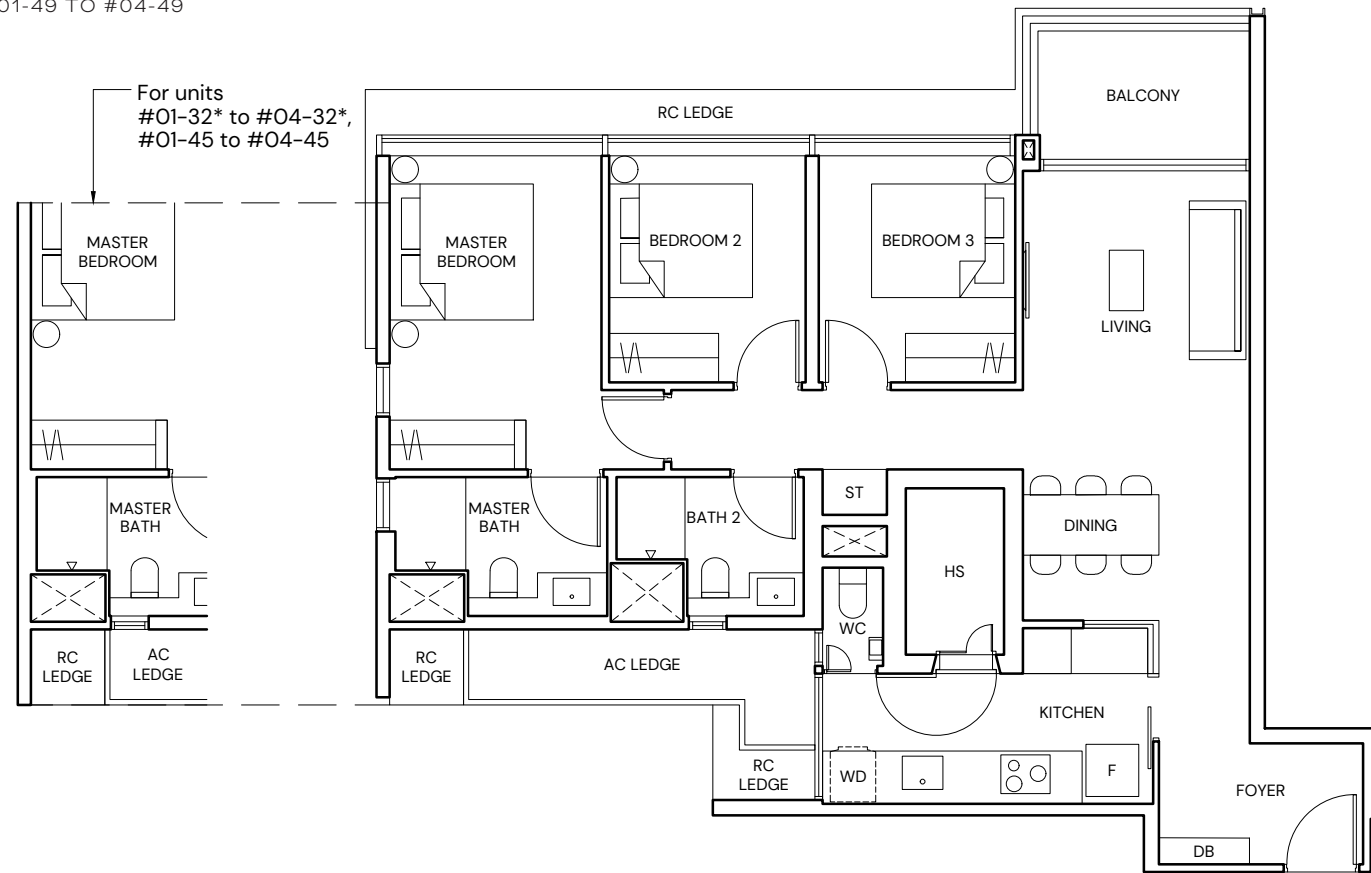 01-49 TO #04-49
For units
#01-32* to #04-32*,
#01-45 to #04-45
RC LEDGE
BALCONY
MASTER
BEDROOM
MASTER
BEDROOM
BEDROOM 2
BEDROOM 3
LIVING
MASTER
BATH
MASTER
BATH
BATH 2
ST
HS
DINING
WC
RC
LEDGE
AC
LEDGE
RC
LEDGE
AC LEDGE
KITCHEN
RC
LEDGE
WD
F
FOYER
DB